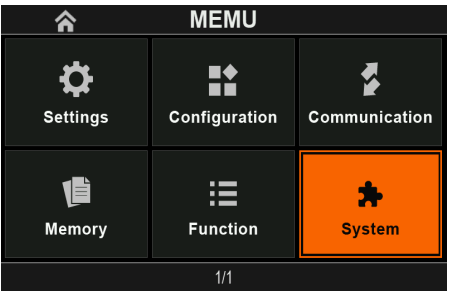 MEMU
Settings
Configuration
Communication
Memory
Function
System
1/1